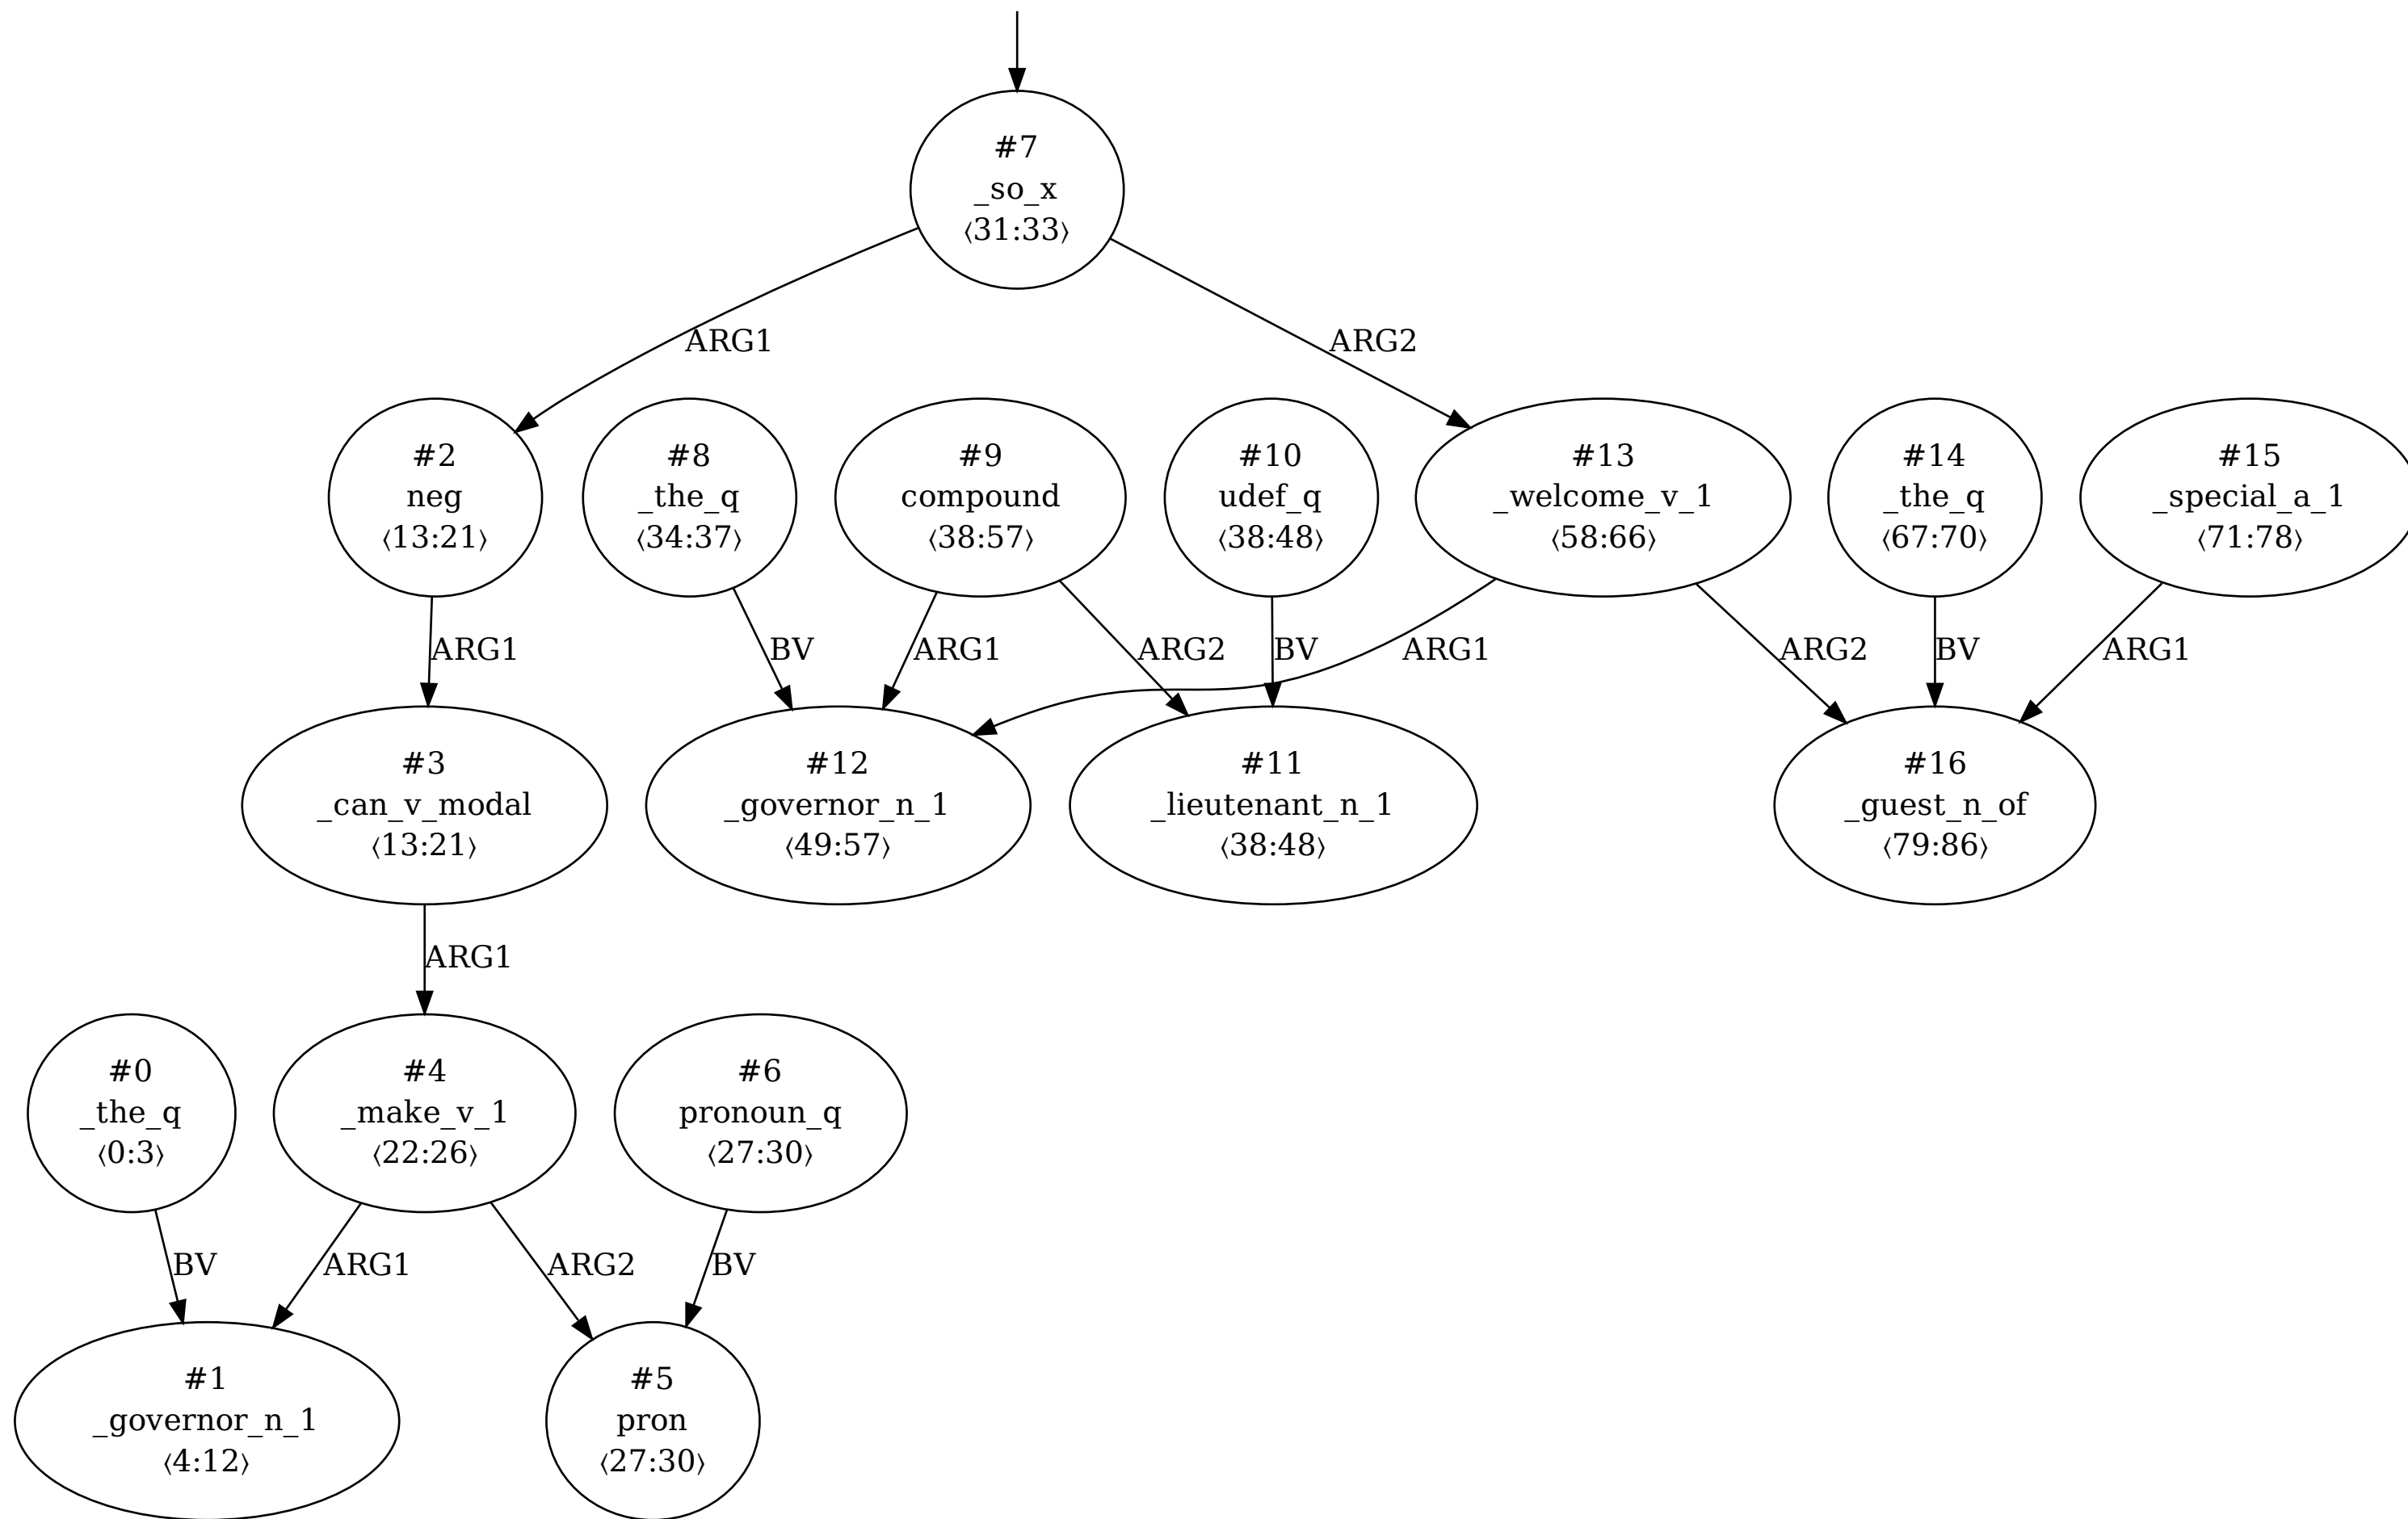 #7
_so_x
⟨31:33⟩
ARG1
ARG2
#2
neg
⟨13:21⟩
#8
_the_q
⟨34:37⟩
#9
compound
⟨38:57⟩
#10
udef_q
⟨38:48⟩
#13
_welcome_v_1
⟨58:66⟩
#14
_the_q
⟨67:70⟩
#15
_special_a_1
⟨71:78⟩
ARG1
BV
ARG1
ARG2
BV
ARG1
ARG2
BV
ARG1
#3
_can_v_modal
⟨13:21⟩
#12
_governor_n_1
⟨49:57⟩
#11
_lieutenant_n_1
⟨38:48⟩
#16
_guest_n_of
⟨79:86⟩
ARG1
#0
_the_q
⟨0:3⟩
#4
_make_v_1
⟨22:26⟩
#6
pronoun_q
⟨27:30⟩
BV
ARG1
ARG2
BV
#1
_governor_n_1
⟨4:12⟩
#5
pron
⟨27:30⟩